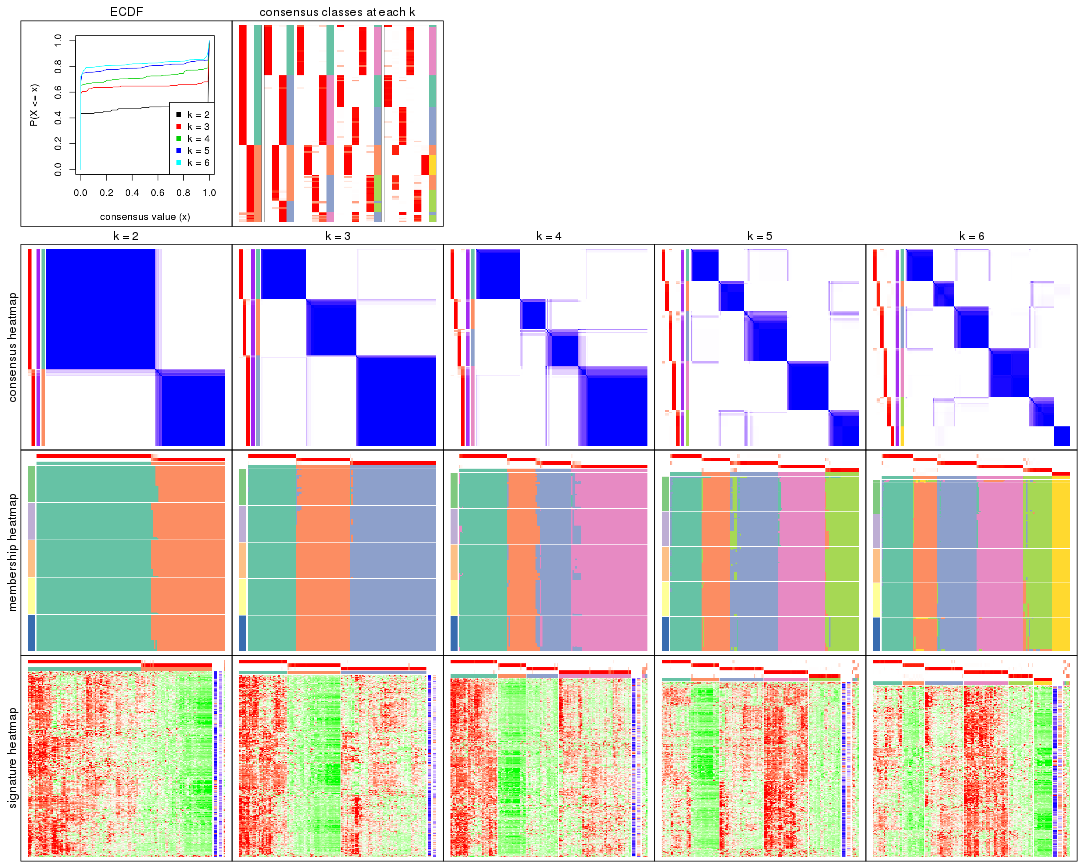 ECDF
consensus classes at each k
P(X <= x)
0.0
0.2
0.4
0.6
0.8
1.0
k = 2
k = 3
k = 4
k = 5
k = 6
0.0 0.2 0.4 0.6 0.8 1.0
consensus value (x)
k = 2
k = 3
k = 4
k = 5
k = 6
consensus heatmap
membership heatmap
signature heatmap